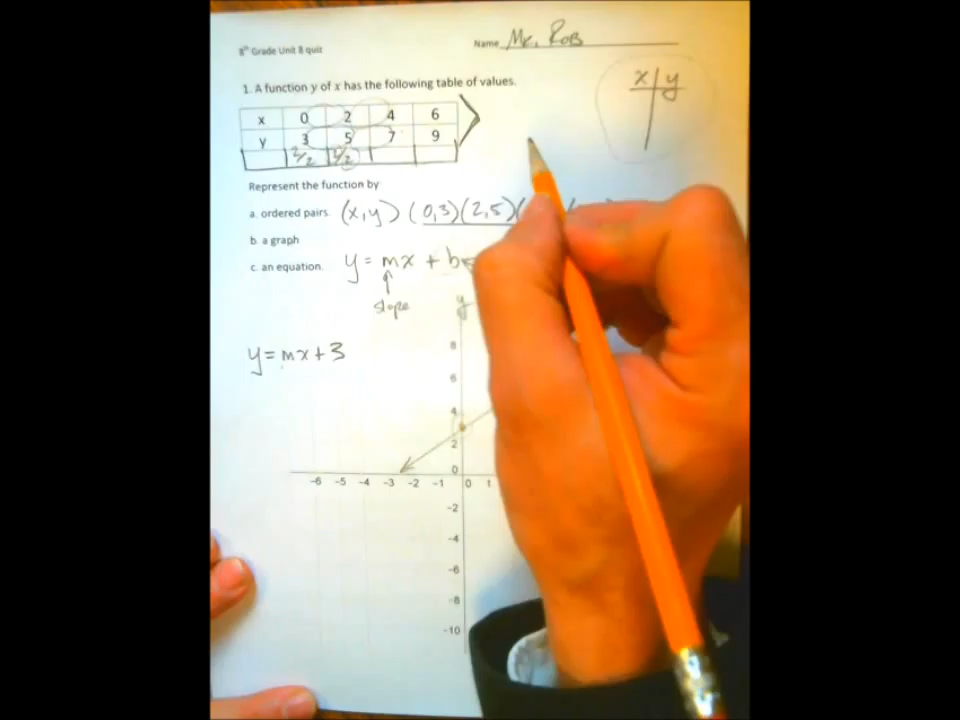 8th Grade Unit 8 quiz
Name Mr. Rob
x y
1. A function y of x has the following table of values.
x 0 2 4 6
y 3 5 7 9
2/2 2/2
Represent the function by
a. ordered pairs. (x,y) (0,3)(2,5)(
b. a graph
c. an equation. y = mx + b
slope
y
y = mx + 3
8
6
4
2
0
-6 -5 -4 -3 -2 -1 0 1
-2
-4
-6
-8
-10